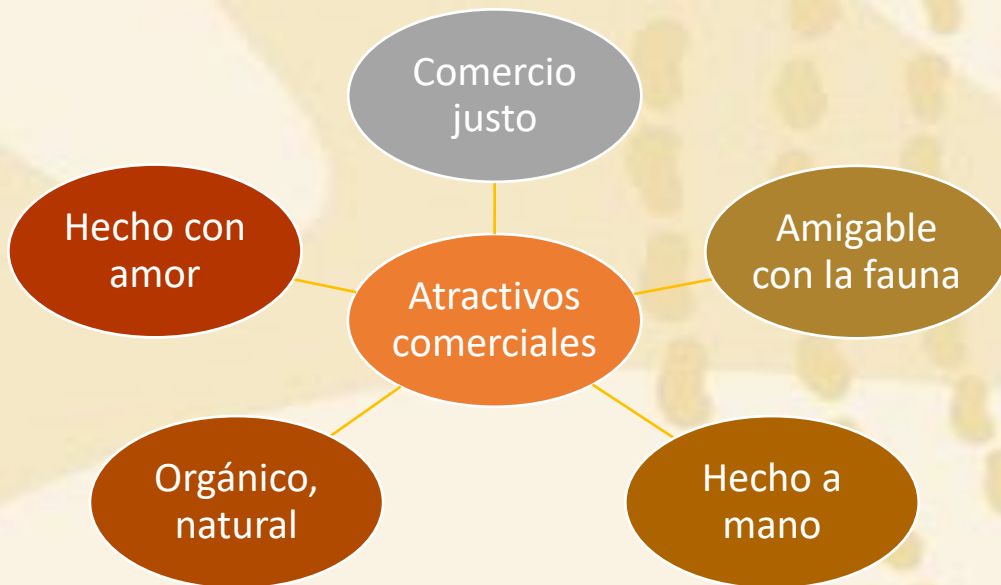 Comercio
justo
Hecho con
amor
Amigable
con la fauna
Atractivos
comerciales
Orgánico,
natural
Hecho a
mano